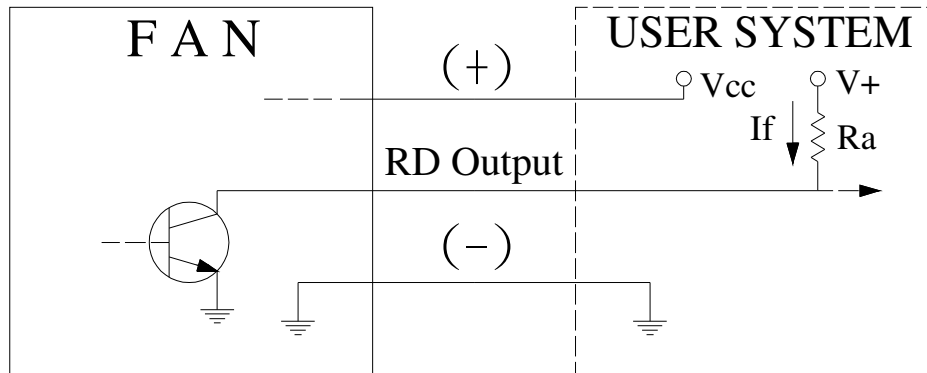 F A N
USER SYSTEM
(+)
Vcc
V+
If
Ra
RD Output
(-)